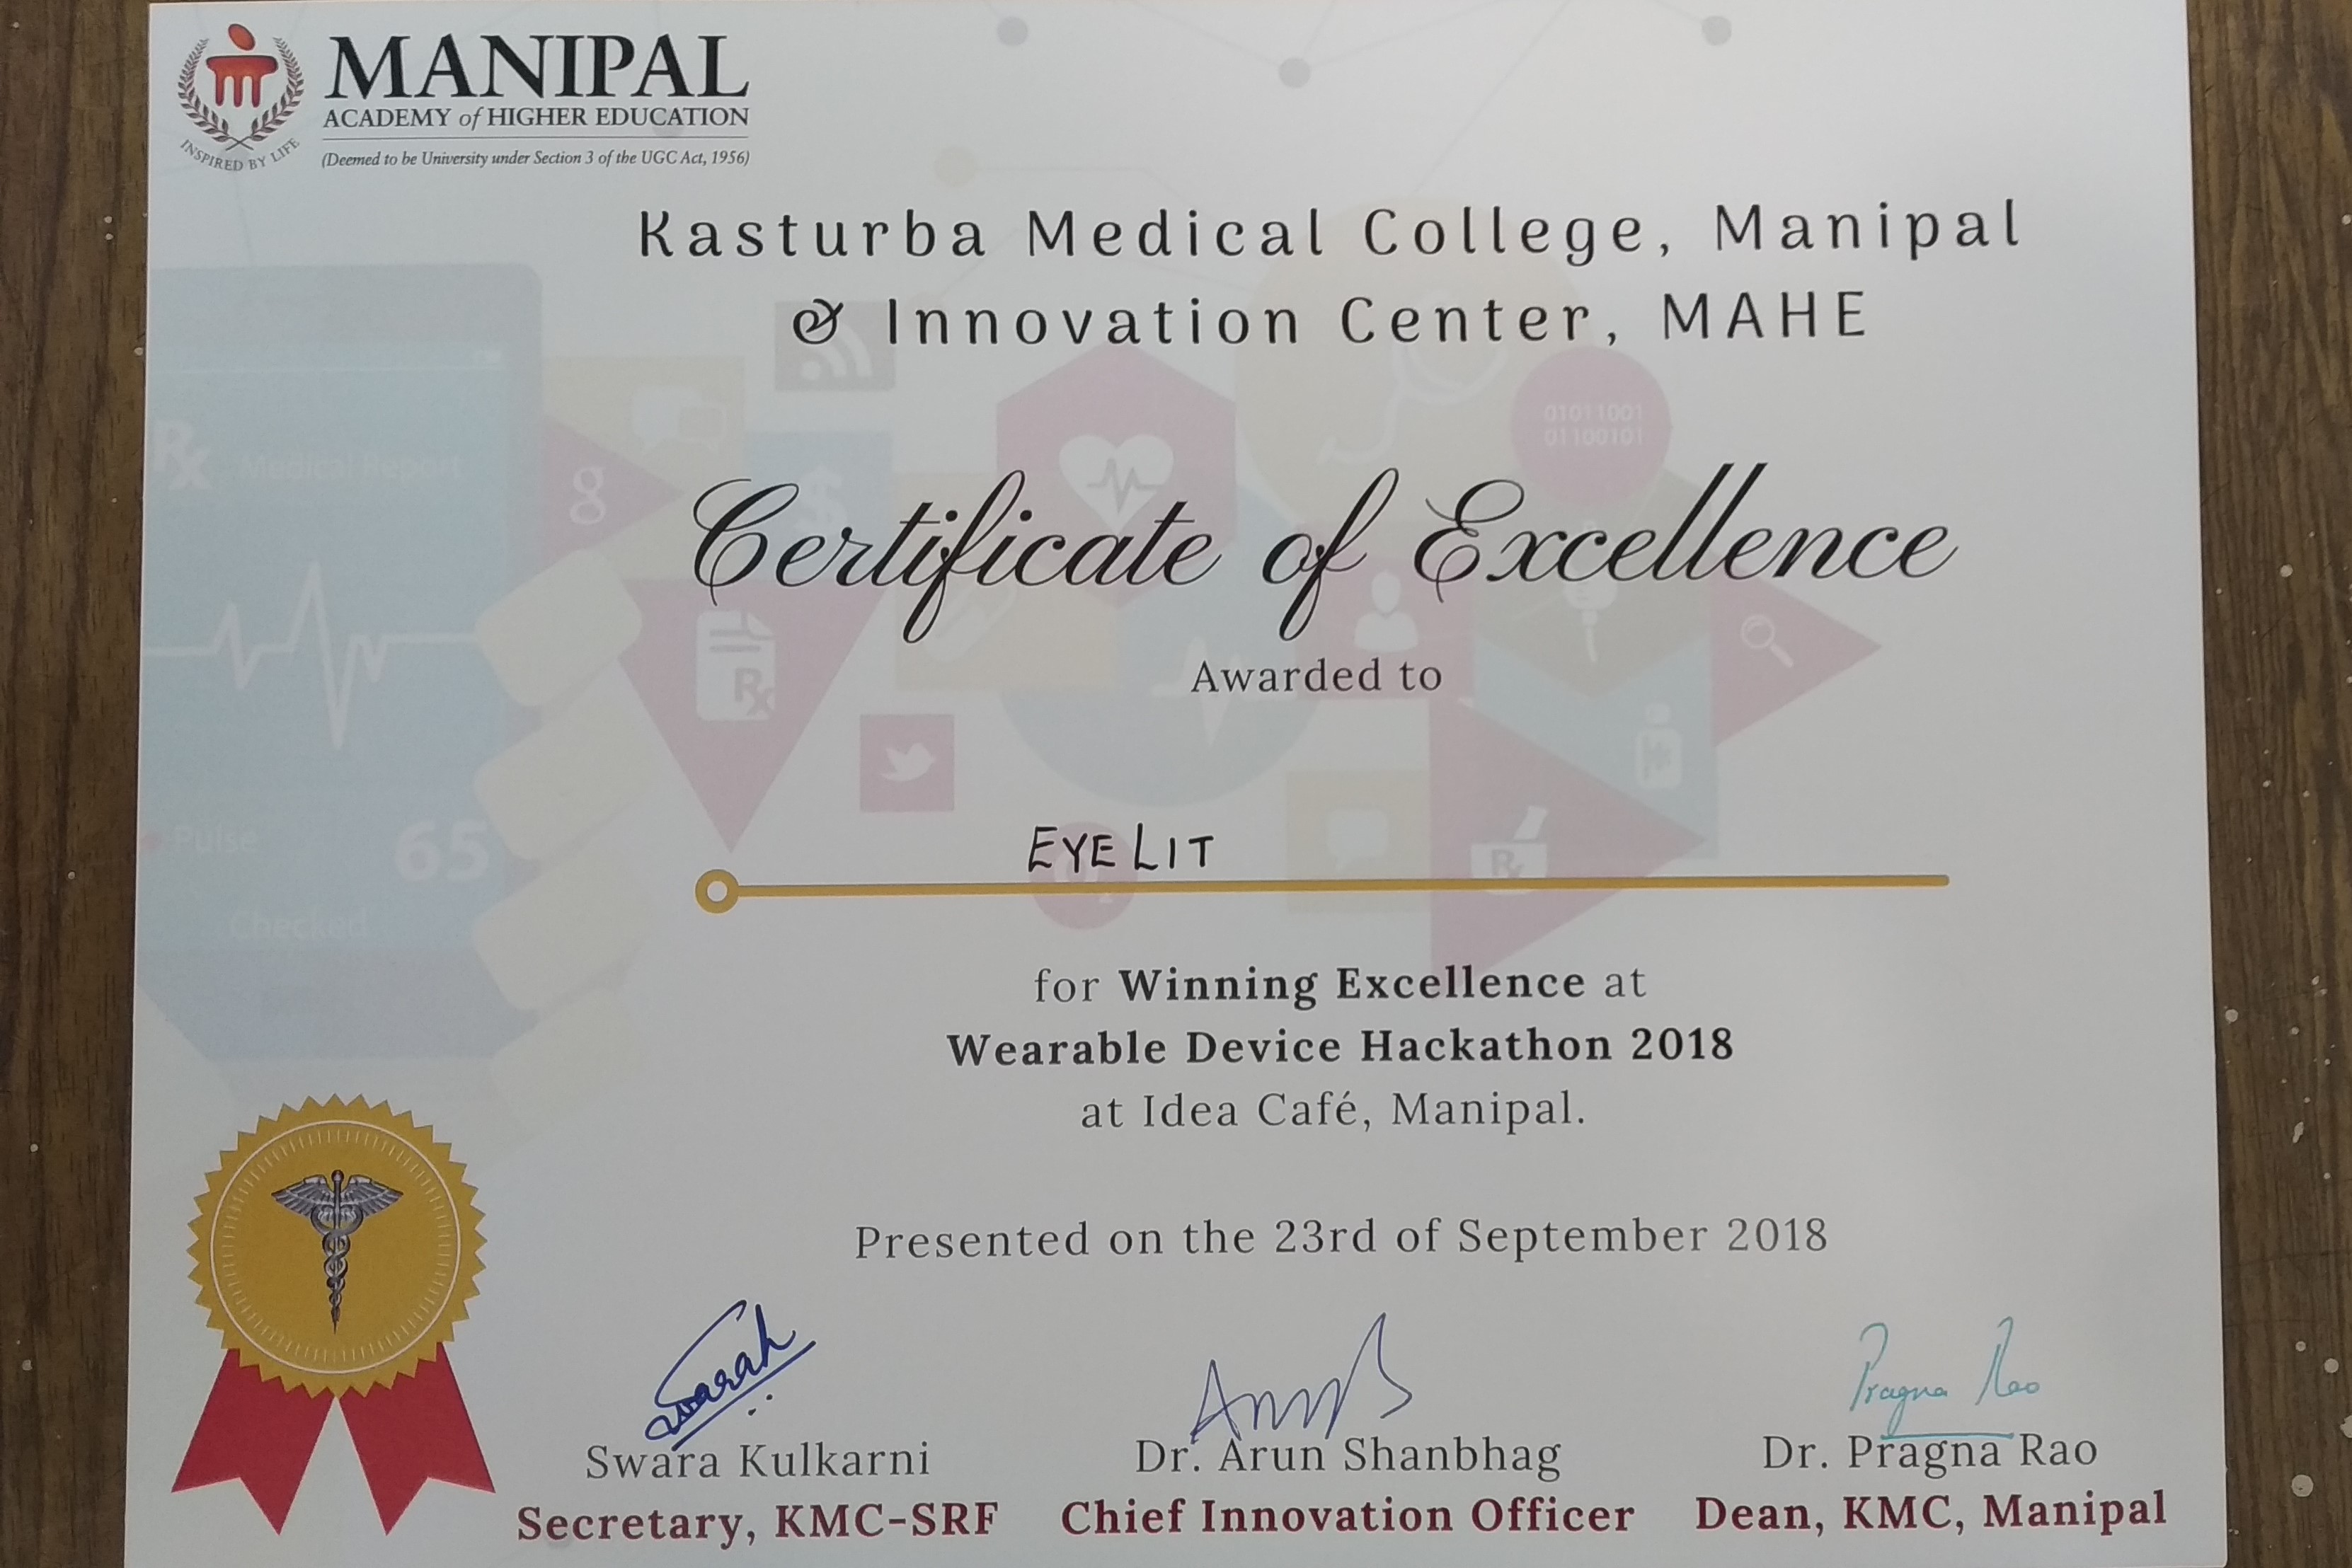 MANIPAL
ACADEMY of HIGHER EDUCATION
(Deemed to be University under Section 3 of the UGC Act, 1956)
INSPIRED BY LIFE
Kasturba Medical College, Manipal
& Innovation Center, MAHE
01011001
01100101
Rx Medical Report
g
$
Certificate of Excellence
Rx
Awarded to
Pulse 65
Checked
EYE LIT
Rx
for Winning Excellence at
Wearable Device Hackathon 2018
at Idea Café, Manipal.
Presented on the 23rd of September 2018
Swarah
Pragna Rao
Swara Kulkarni
Secretary, KMC-SRF
Dr. Arun Shanbhag
Chief Innovation Officer
Dr. Pragna Rao
Dean, KMC, Manipal